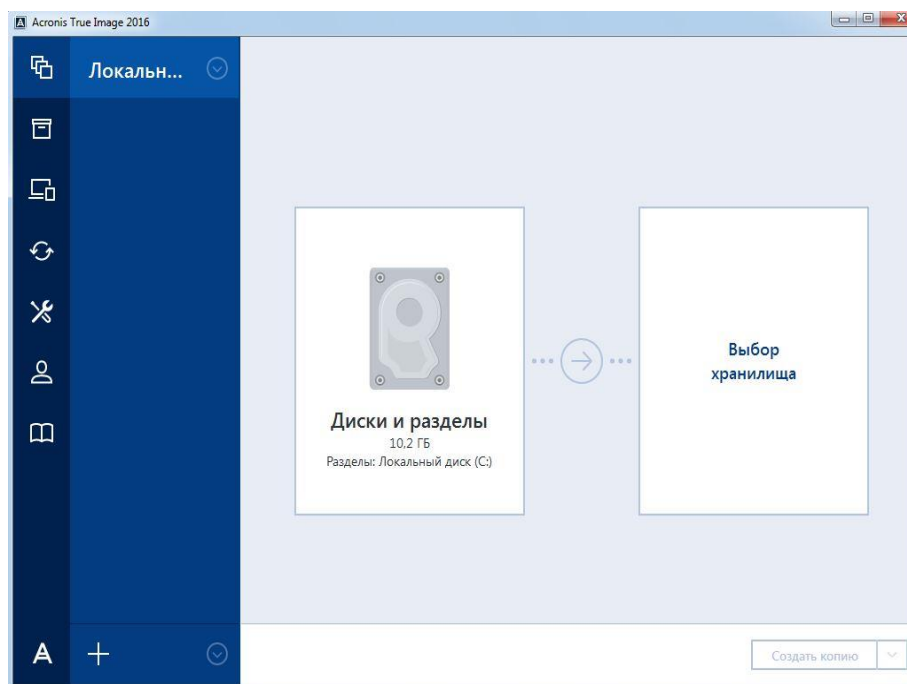 Acronis True Image 2016
Локальн...
Диски и разделы
10,2 ГБ
Разделы: Локальный диск (C:)
Выбор
хранилища
Создать копию